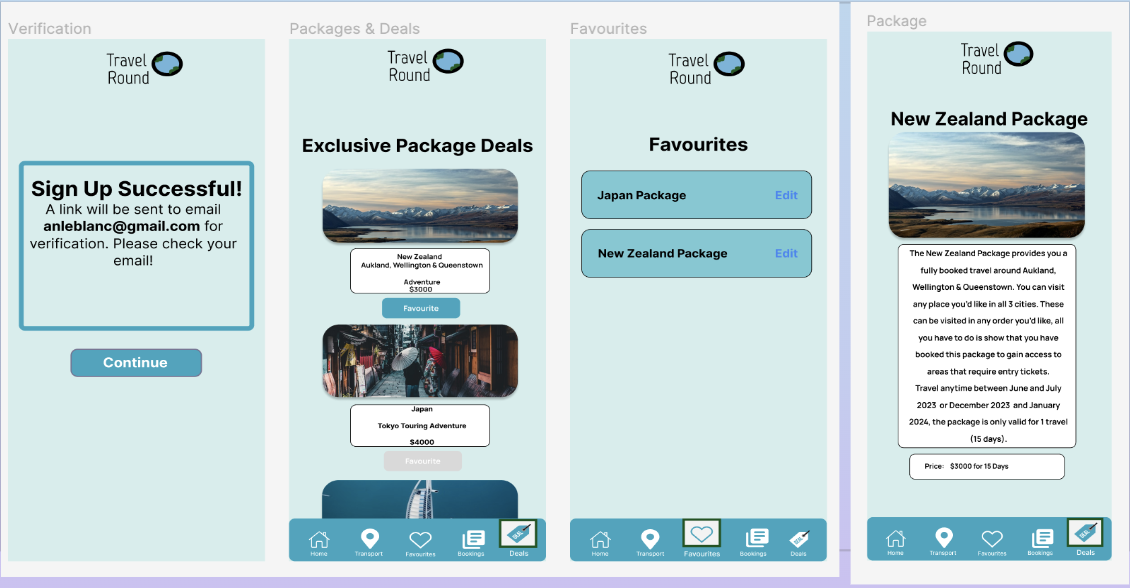 Verification
Travel
Round
Sign Up Successful!
A link will be sent to email
anleblanc@gmail.com for
verification. Please check your
email!
Continue
Packages & Deals
Travel
Round
Exclusive Package Deals
New Zealand
Aukland, Wellington & Queenstown
Adventure
$3000
Favourite
Japan
Tokyo Touring Adventure
$4000
Favourite
Home
Transport
Favourites
Bookings
Deals
Favourites
Travel
Round
Favourites
Japan Package
Edit
New Zealand Package
Edit
Home
Transport
Favourites
Bookings
Deals
Package
Travel
Round
New Zealand Package
The New Zealand Package provides you a
fully booked travel around Aukland,
Wellington & Queenstown. You can visit
any place you'd like in all 3 cities. These
can be visited in any order you'd like, all
you have to do is show that you have
booked this package to gain access to
areas that require entry tickets.
Travel anytime between June and July
2023 or December 2023 and January
2024, the package is only valid for 1 travel
(15 days).
Price: $3000 for 15 Days
Home
Transport
Favourites
Bookings
Deals